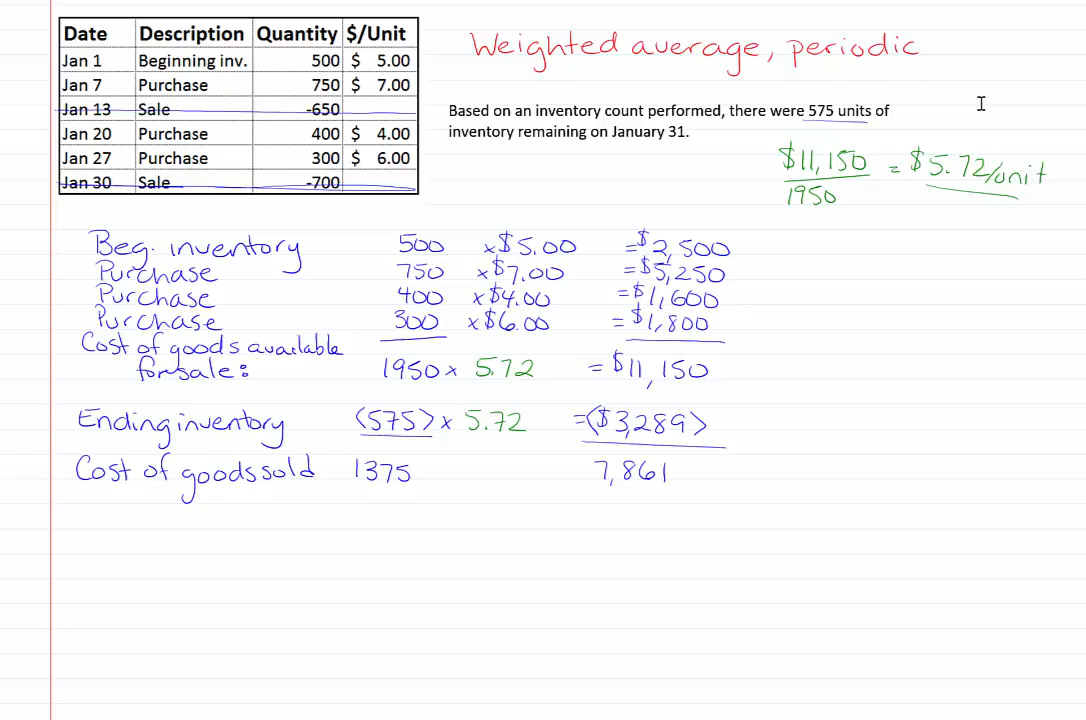 Date Description Quantity $/Unit
Jan 1 Beginning inv. 500 $ 5.00
Jan 7 Purchase 750 $ 7.00
Jan 13 Sale -650
Jan 20 Purchase 400 $ 4.00
Jan 27 Purchase 300 $ 6.00
Jan 30 Sale -700
Weighted average, periodic
Based on an inventory count performed, there were 575 units of
inventory remaining on January 31.
$11,150 / 1950 = $5.72/unit
Beg. inventory 500 x $5.00 = $2,500
Purchase 750 x $7.00 = $5,250
Purchase 400 x $4.00 = $1,600
Purchase 300 x $6.00 = $1,800
Cost of goods available
for sale: 1950 x 5.72 = $11,150
Ending inventory (575) x 5.72 = ($3,289)
Cost of goods sold 1375 7,861